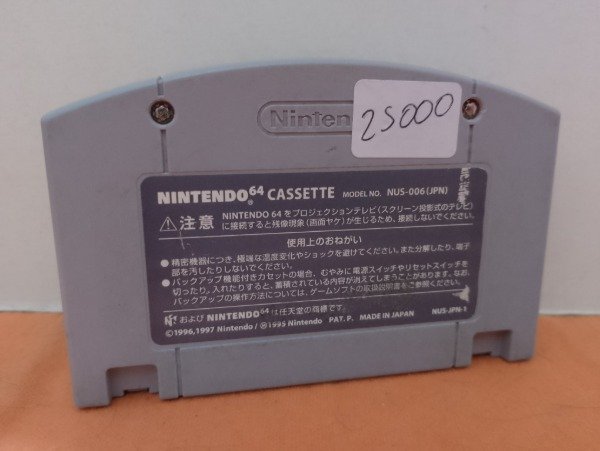 Ninten
25000
NINTENDO64 CASSETTE MODEL NO. NUS-006(JPN)
注意 NINTENDO 64 をプロジェクションテレビ(スクリーン投影式のテレビ)
に接続すると残像現象(画面ヤケ)が生じるため、接続しないでください。
使用上のおねがい
●精密機器につき、極端な温度変化やショックを避けてください。また分解したり、端子
部を汚したりしないでください。
●バックアップ機能付きカセットの場合、むやみに電源スイッチやリセットスイッチを
切ったり、入れたりすると、蓄積されている内容が消えてしまうことがあります。なお、
バックアップの操作方法については、ゲームソフトの取扱説明書をご参照ください。
および NINTENDO64 は任天堂の商標です。
©1996,1997 Nintendo/Ⓜ1995 Nintendo PAT. P. MADE IN JAPAN NUS-JPN-1